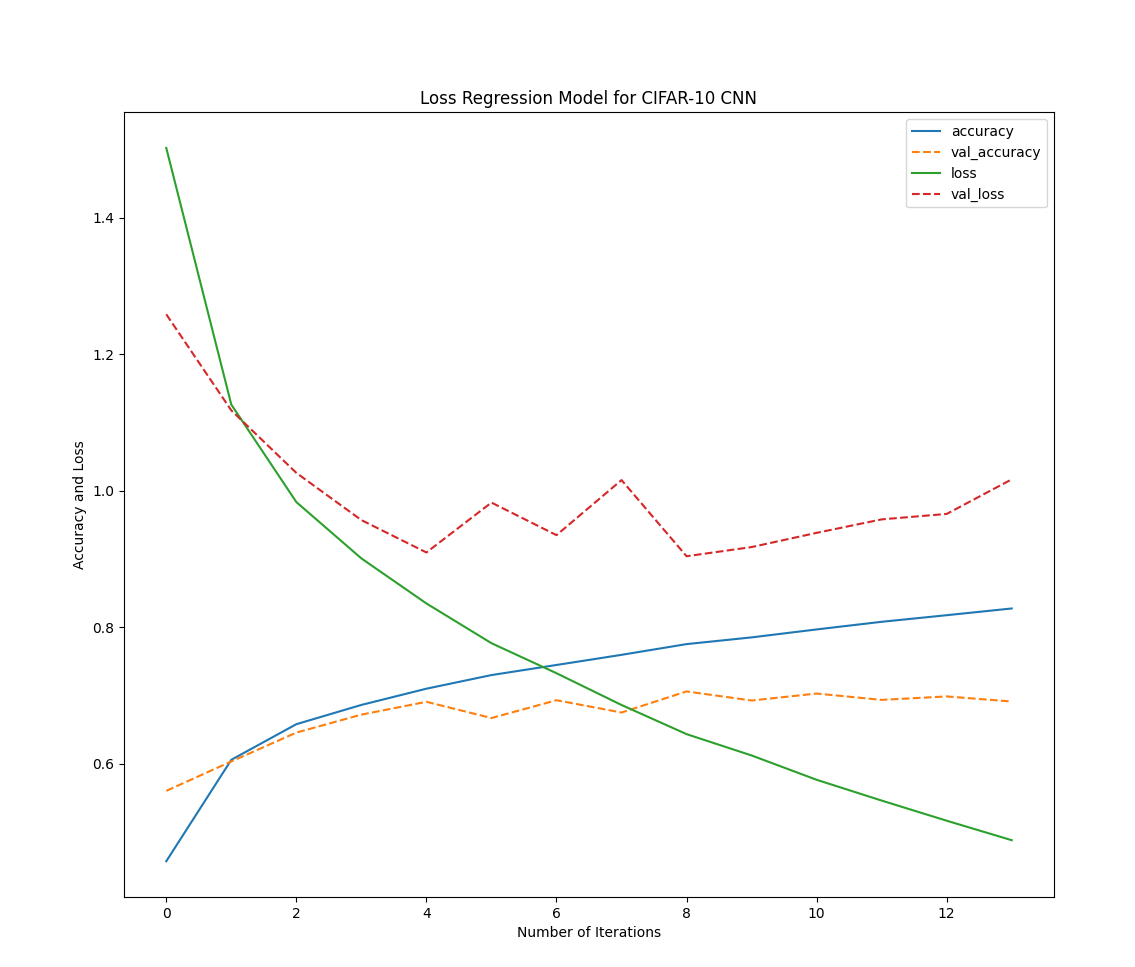 Loss Regression Model for CIFAR-10 CNN
accuracy
val_accuracy
loss
val_loss
1.4
1.2
1.0
0.8
0.6
Accuracy and Loss
0 2 4 6 8 10 12
Number of Iterations